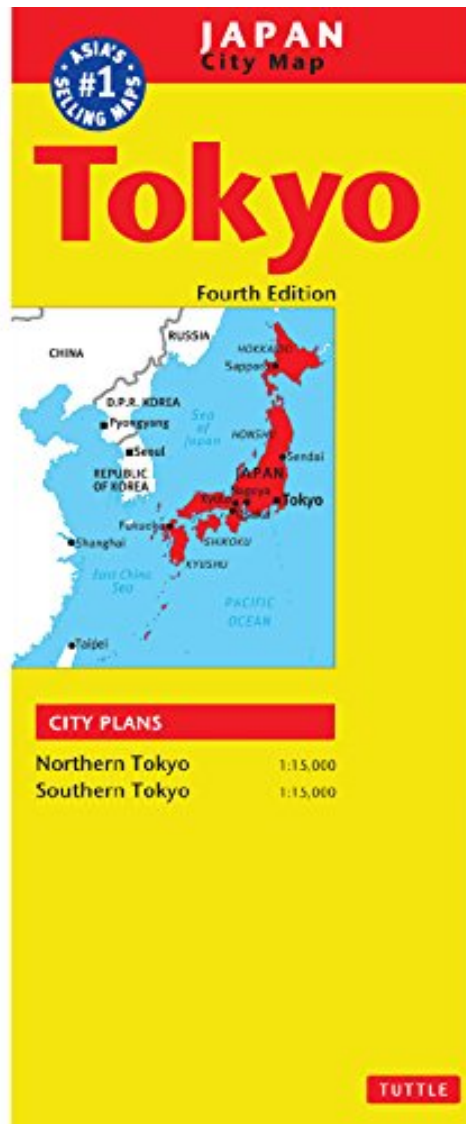 JAPAN
City Map
ASIA'S
#1
SELLING MAPS
Tokyo
Fourth Edition
RUSSIA
CHINA
HOKKAIDO
Sapporo
D.P.R. KOREA
Pyongyang
Sea
of
Japan
HONSHU
Seoul
Sendai
REPUBLIC
OF KOREA
JAPAN
Nagoya
Kyoto
Tokyo
Osaka
Fukuoka
SHIKOKU
Shanghai
KYUSHU
East China
Sea
PACIFIC
OCEAN
Taipei
CITY PLANS
Northern Tokyo 1:15,000
Southern Tokyo 1:15,000
TUTTLE